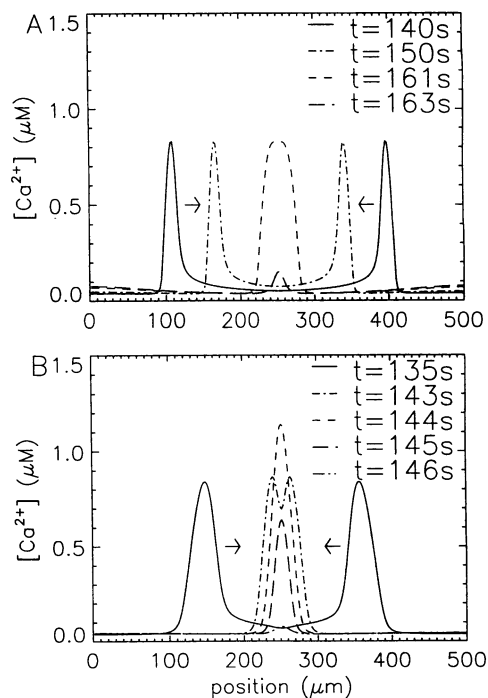 A
1.5
1.0
0.5
0.0
[Ca²⁺] (μM)
t=140s
t=150s
t=161s
t=163s
0 100 200 300 400 500
B
1.5
1.0
0.5
0.0
[Ca²⁺] (μM)
t=135s
t=143s
t=144s
t=145s
t=146s
0 100 200 300 400 500
position (μm)